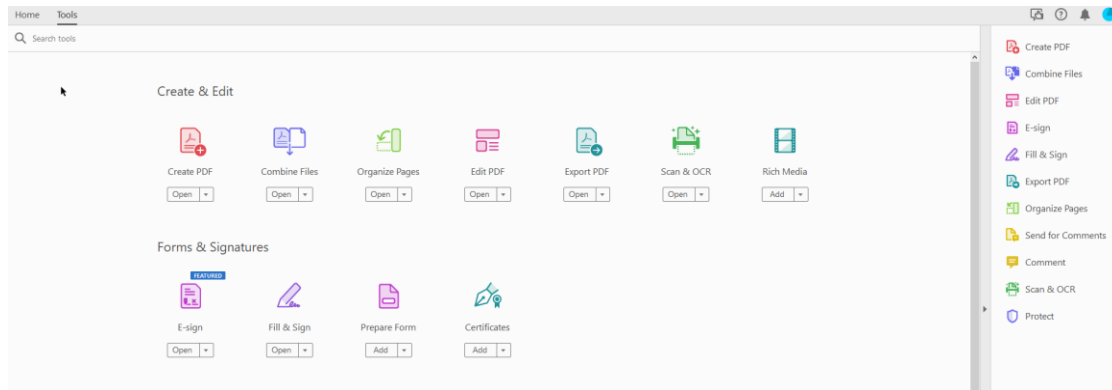 Home Tools
Search tools
Create & Edit
Create PDF Combine Files Organize Pages Edit PDF Export PDF Scan & OCR Rich Media
Open Open Open Open Open Open Add
Forms & Signatures
FEATURED
E-sign Fill & Sign Prepare Form Certificates
Open Open Add Add
Create PDF
Combine Files
Edit PDF
E-sign
Fill & Sign
Export PDF
Organize Pages
Send for Comments
Comment
Scan & OCR
Protect